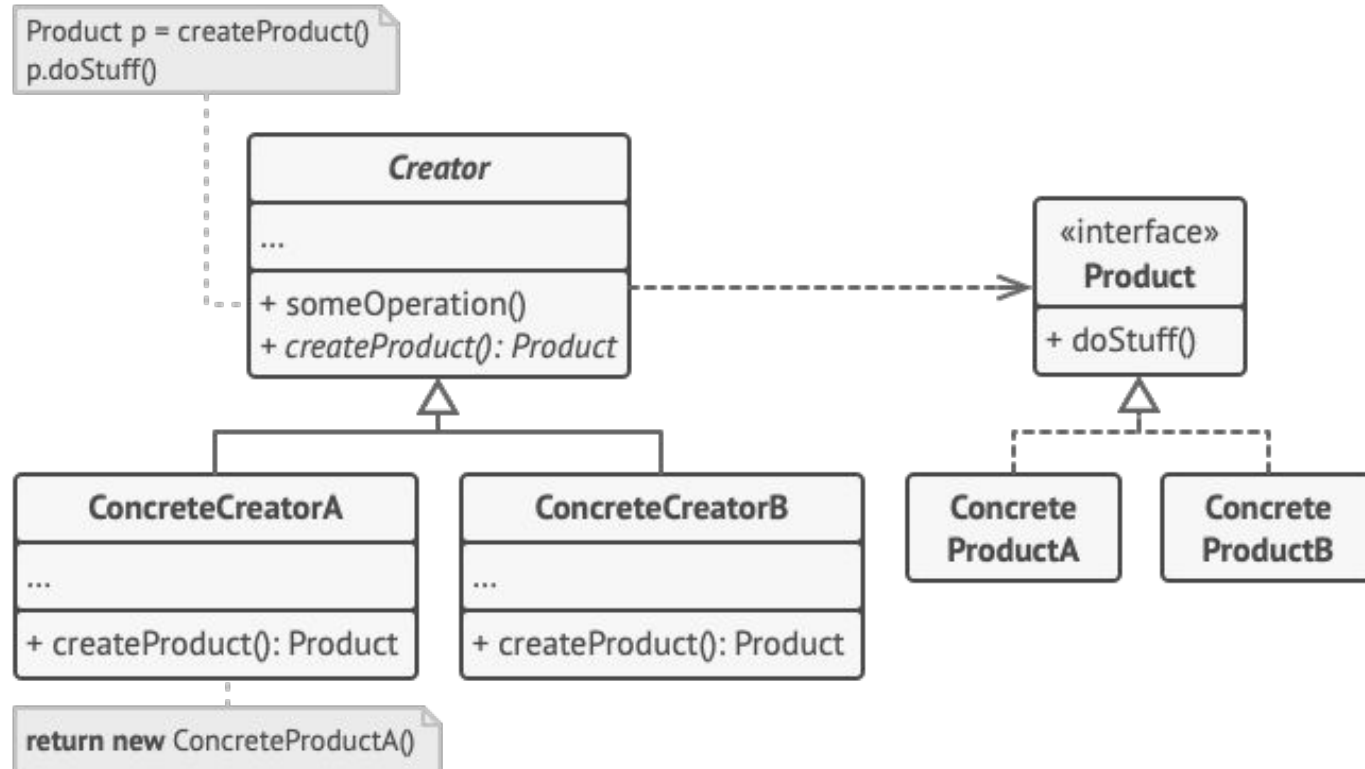 Product p = createProduct()
p.doStuff()
Creator
...
+ someOperation()
+ createProduct(): Product
«interface»
Product
+ doStuff()
ConcreteCreatorA
...
+ createProduct(): Product
ConcreteCreatorB
...
+ createProduct(): Product
Concrete
ProductA
Concrete
ProductB
return new ConcreteProductA()